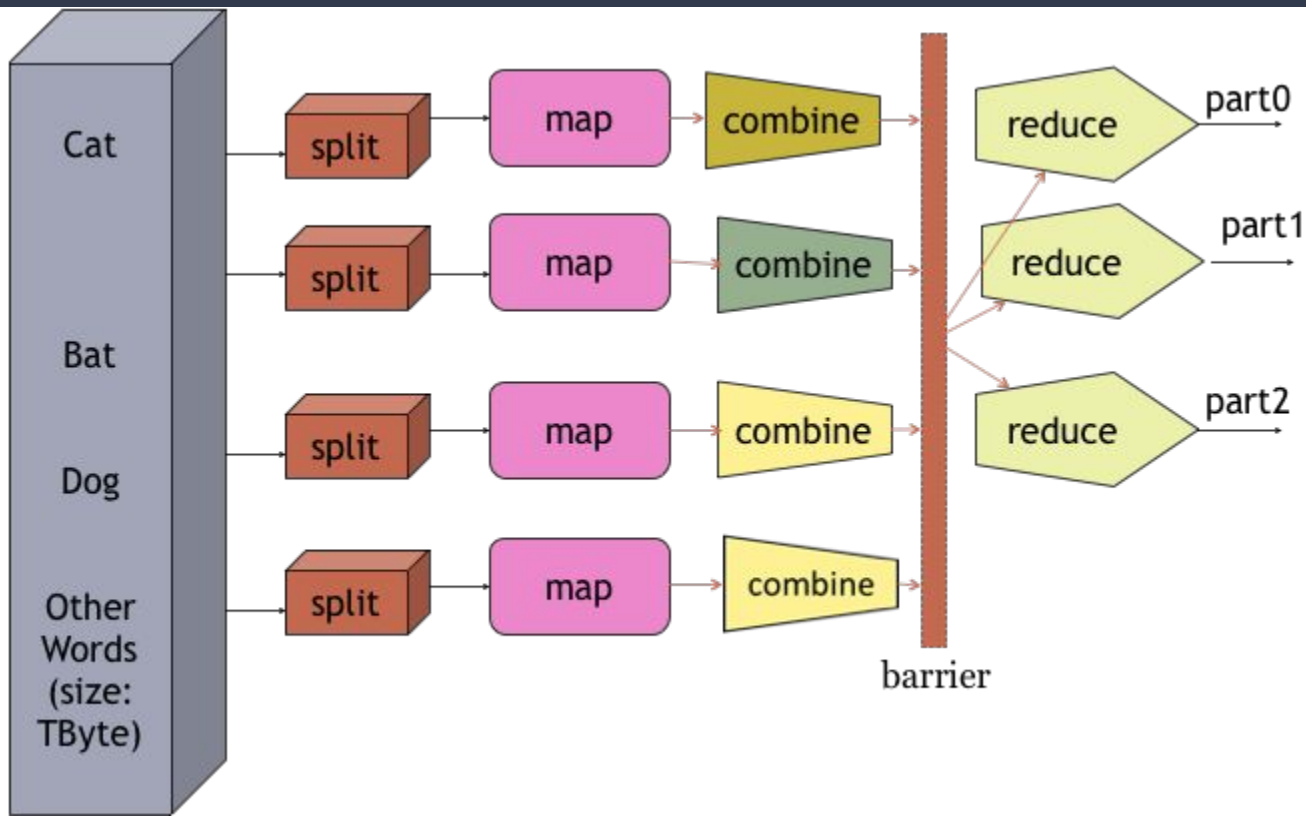 Cat
Bat
Dog
Other
Words
(size:
TByte)
split
map
combine
split
map
combine
split
map
combine
split
map
combine
barrier
reduce
part0
reduce
part1
reduce
part2